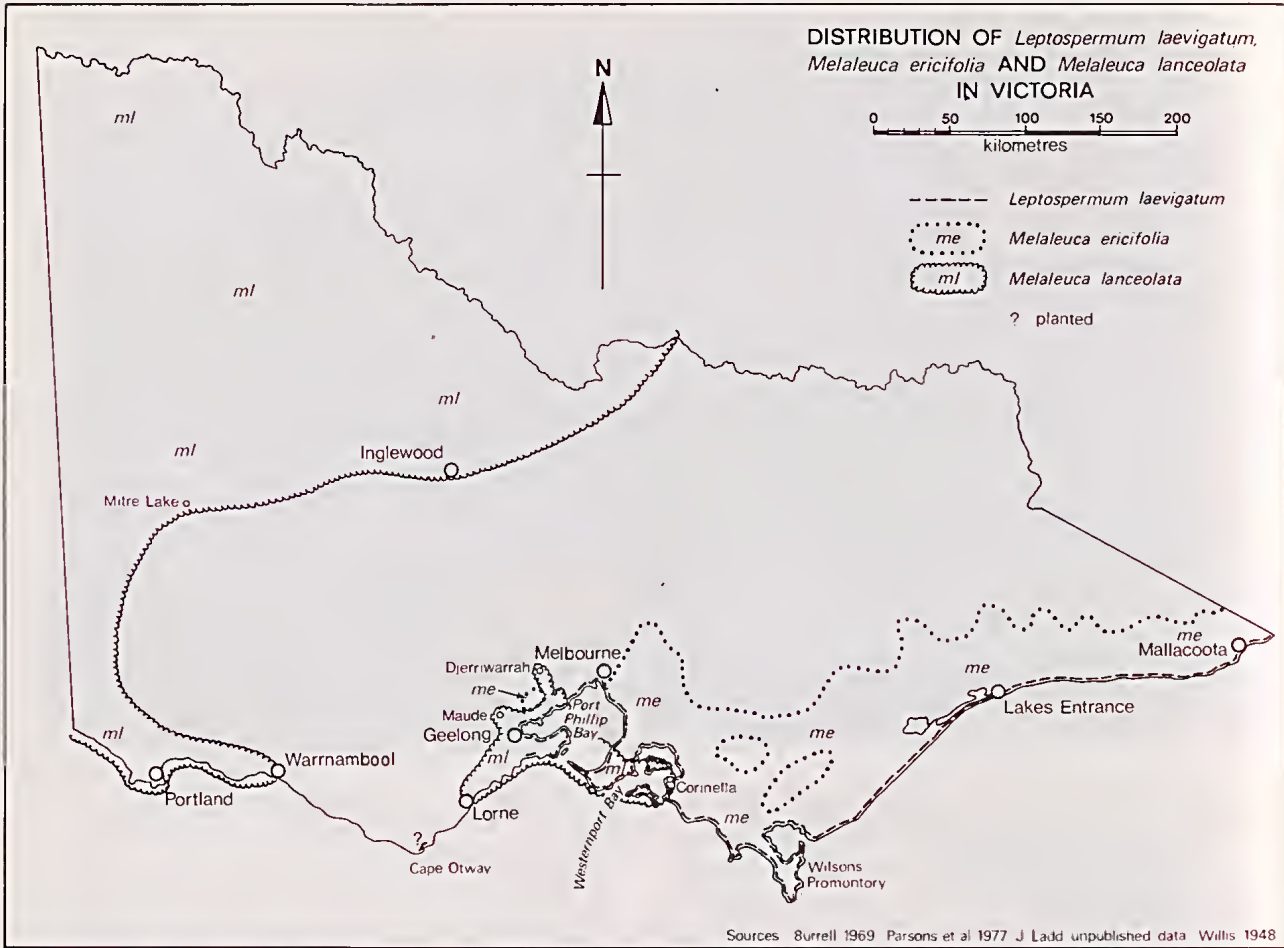 DISTRIBUTION OF Leptospermum laevigatum,
Melaleuca ericifolia AND Melaleuca lanceolata
IN VICTORIA
0 50 100 150 200
kilometres
N
Leptospermum laevigatum
me Melaleuca ericifolia
ml Melaleuca lanceolata
? planted
ml
ml
ml
ml
Inglewood
Mitre Lake
me
Mallacoota
Melbourne
Djerriwarrah
me
me
me
Lakes Entrance
Maude
Port
Phillip
Bay
Geelong
me
ml
ml
ml
Warrnambool
Portland
Corinella
Lorne
me
Westernport Bay
?
Cape Otway
Wilsons
Promontory
Sources Burrell 1969 Parsons et al 1977 J Ladd unpublished data Willis 1948